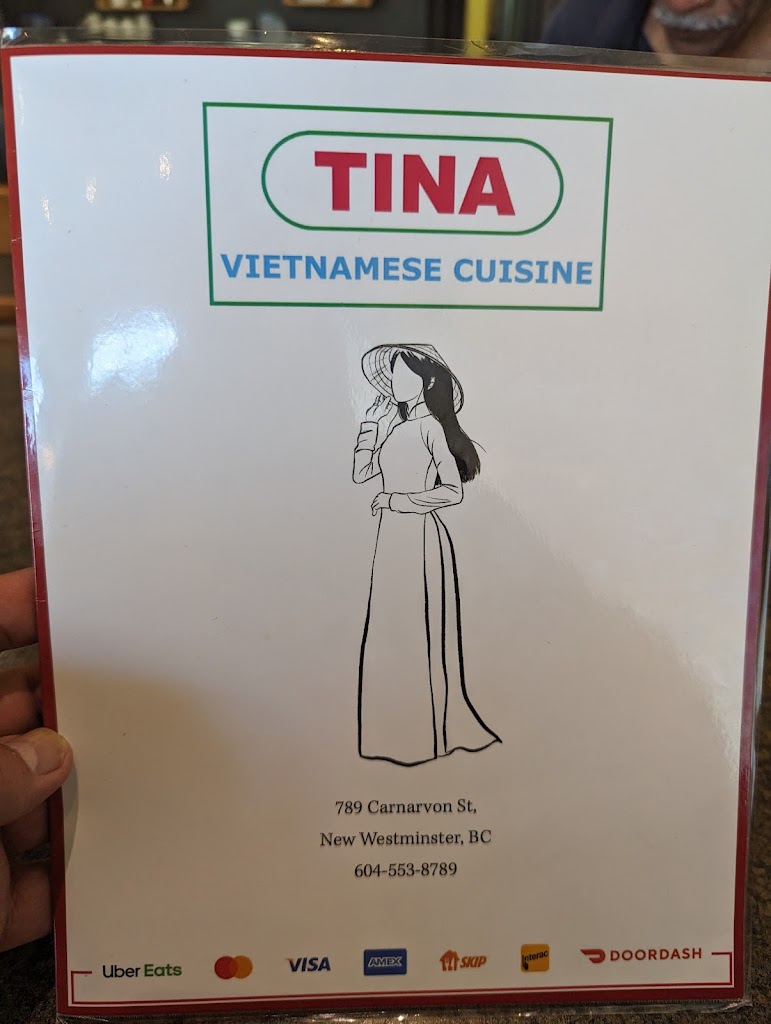 TINA
VIETNAMESE CUISINE
789 Carnarvon St,
New Westminster, BC
604-553-8789
Uber Eats VISA AMEX SKIP Interac DOORDASH